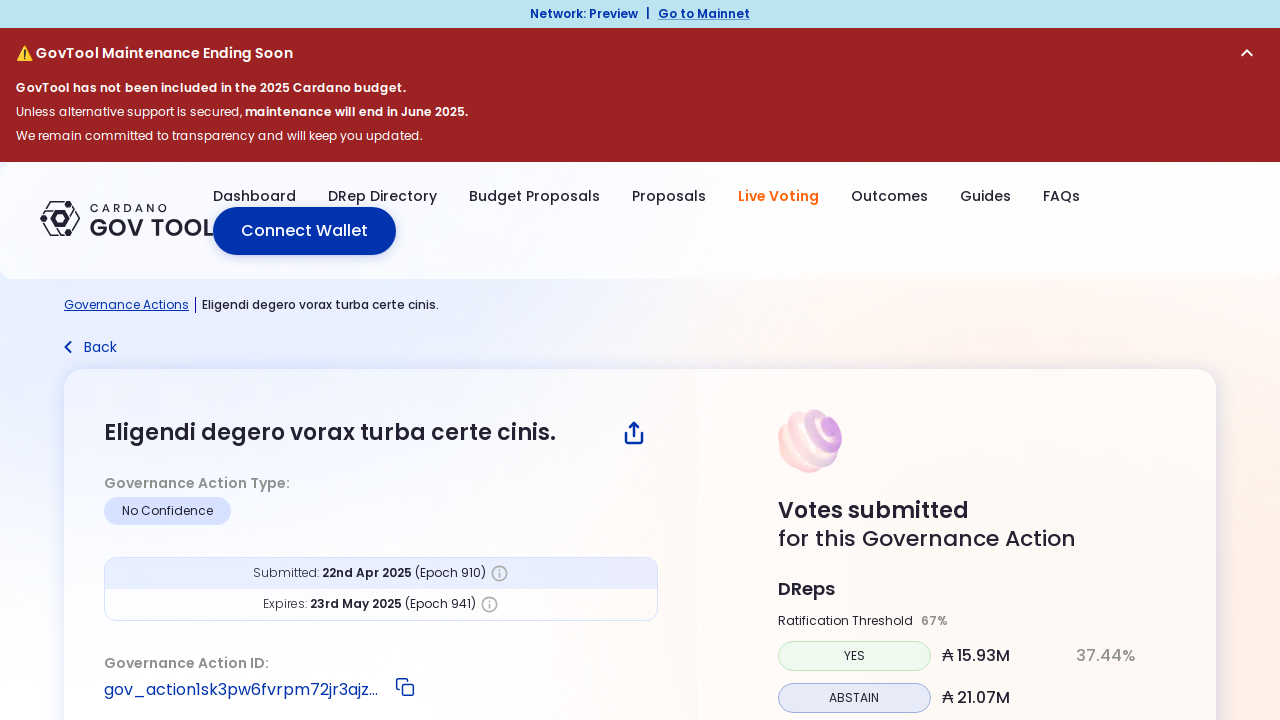 Network: Preview | Go to Mainnet
⚠️ GovTool Maintenance Ending Soon
GovTool has not been included in the 2025 Cardano budget.
Unless alternative support is secured, maintenance will end in June 2025.
We remain committed to transparency and will keep you updated.
CARDANO
GOV TOOL
Dashboard DRep Directory Budget Proposals Proposals Live Voting Outcomes Guides FAQs
Connect Wallet
Governance Actions | Eligendi degero vorax turba certe cinis.
Back
Eligendi degero vorax turba certe cinis.
Governance Action Type:
No Confidence
Submitted: 22nd Apr 2025 (Epoch 910)
Expires: 23rd May 2025 (Epoch 941)
Governance Action ID:
gov_action1sk3pw6fvrpm72jr3ajz...
Votes submitted
for this Governance Action
DReps
Ratification Threshold 67%
YES ₳ 15.93M 37.44%
ABSTAIN ₳ 21.07M